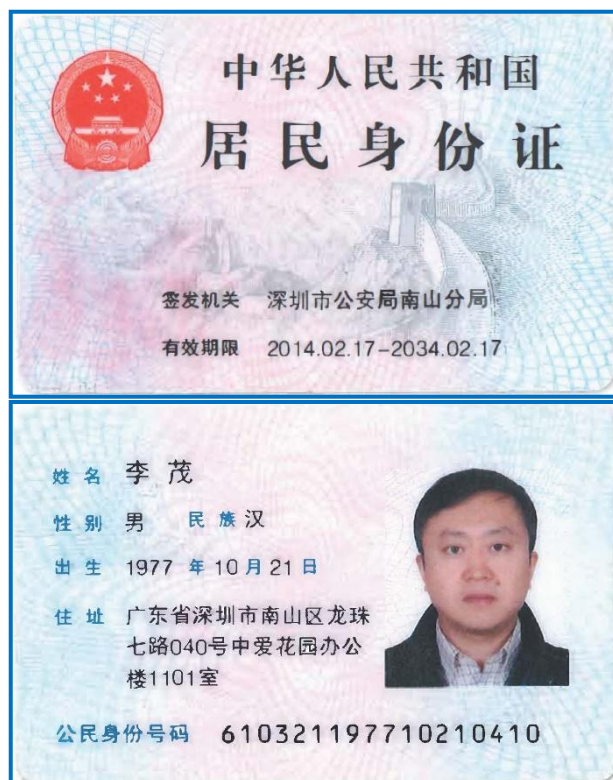 中华人民共和国
居民身份证
签发机关 深圳市公安局南山分局
有效期限 2014.02.17-2034.02.17
姓名 李茂
性别 男 民族 汉
出生 1977 年 10 月 21 日
住址 广东省深圳市南山区龙珠
七路040号中爱花园办公
楼1101室
公民身份号码 610321197710210410